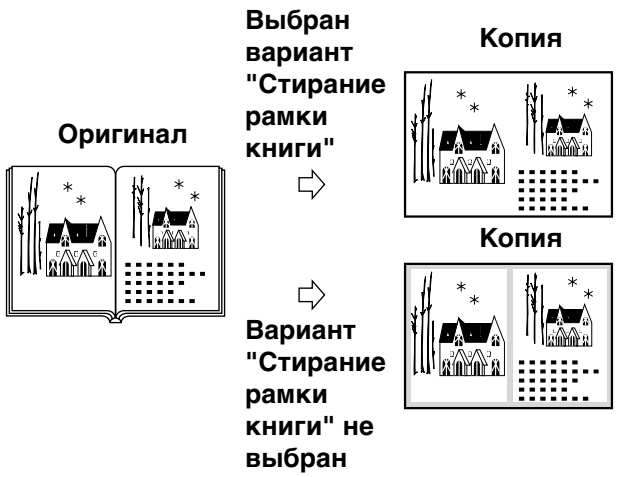 Оригинал
Выбран
вариант
"Стирание
рамки
книги"
Копия
Вариант
"Стирание
рамки
книги" не
выбран
Копия